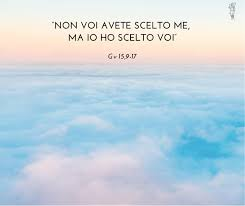 “NON VOI AVETE SCELTO ME,
MA IO HO SCELTO VOI”
Gv 15,9-17